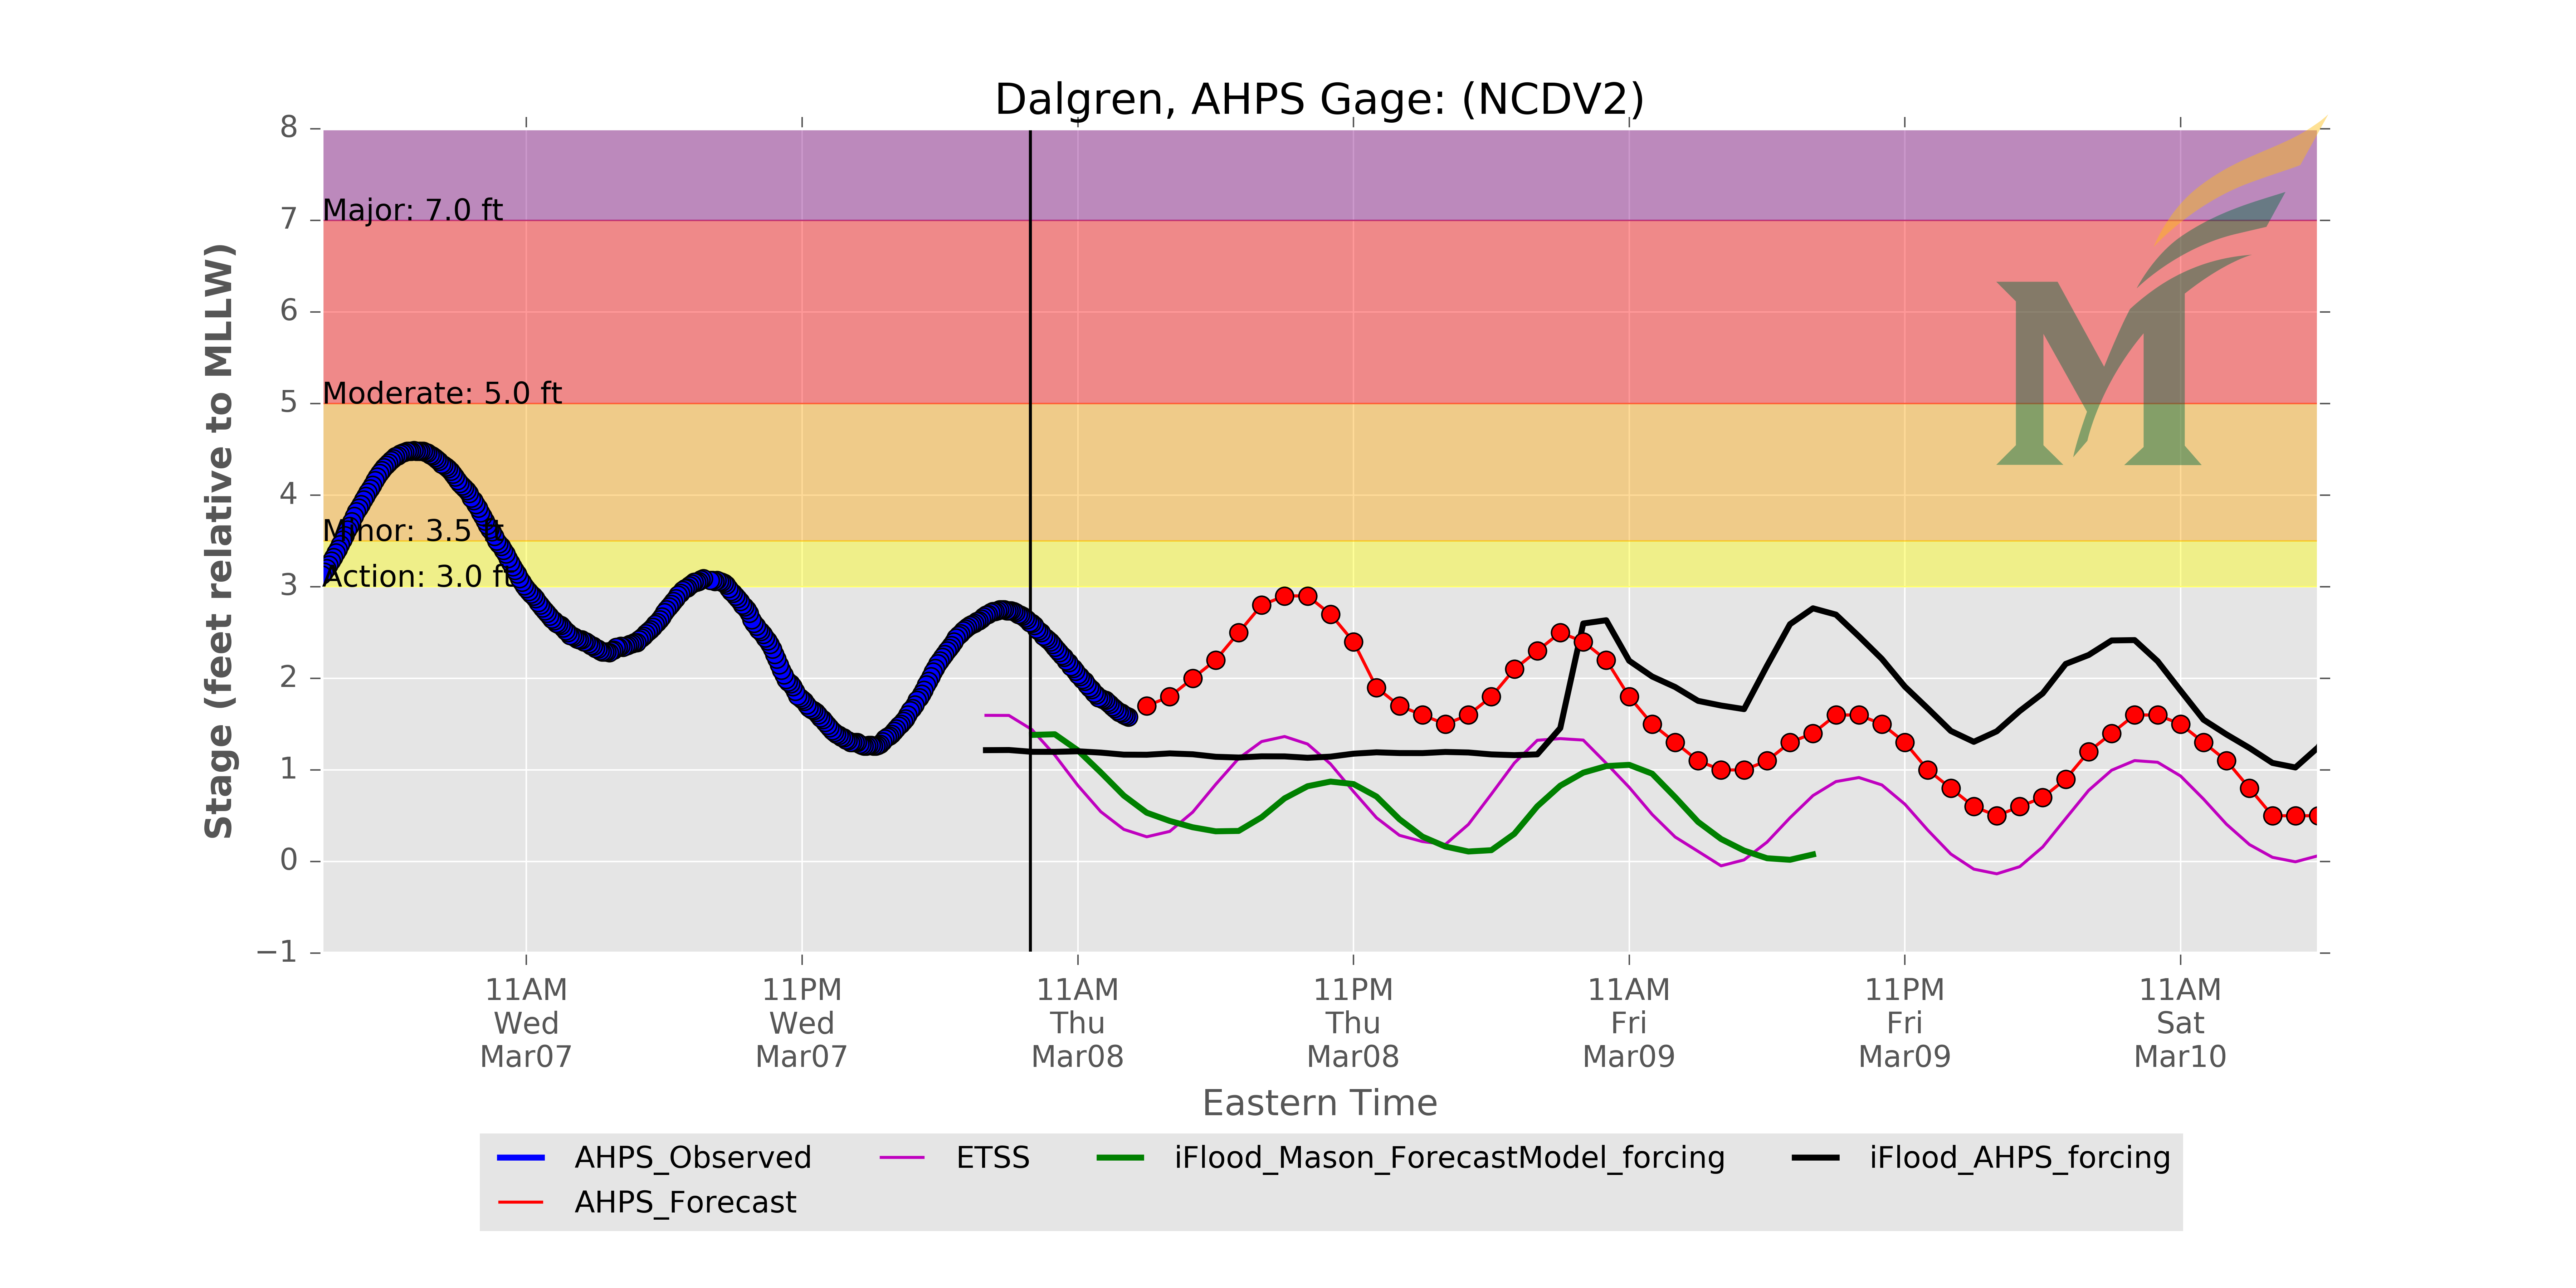 Dalgren, AHPS Gage: (NCDV2)
8
7
6
5
4
3
2
1
0
−1
Stage (feet relative to MLLW)
Major: 7.0 ft
Moderate: 5.0 ft
Minor: 3.5 ft
Action: 3.0 ft
11AM
Wed
Mar07
11PM
Wed
Mar07
11AM
Thu
Mar08
11PM
Thu
Mar08
11AM
Fri
Mar09
11PM
Fri
Mar09
11AM
Sat
Mar10
Eastern Time
AHPS_Observed
AHPS_Forecast
ETSS
iFlood_Mason_ForecastModel_forcing
iFlood_AHPS_forcing
M